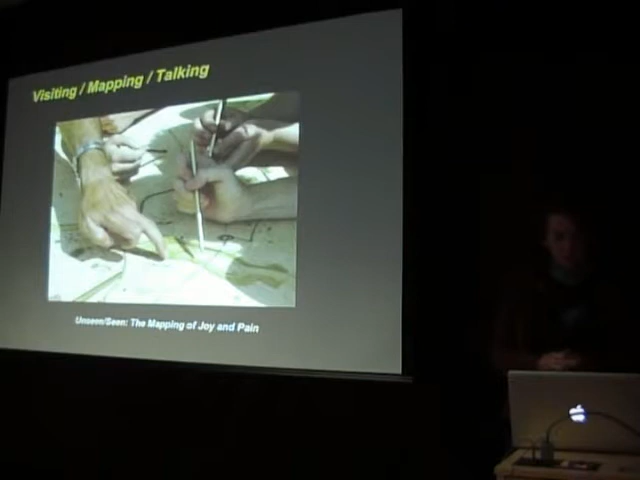 Visiting / Mapping / Talking
Unseen/Seen: The Mapping of Joy and Pain